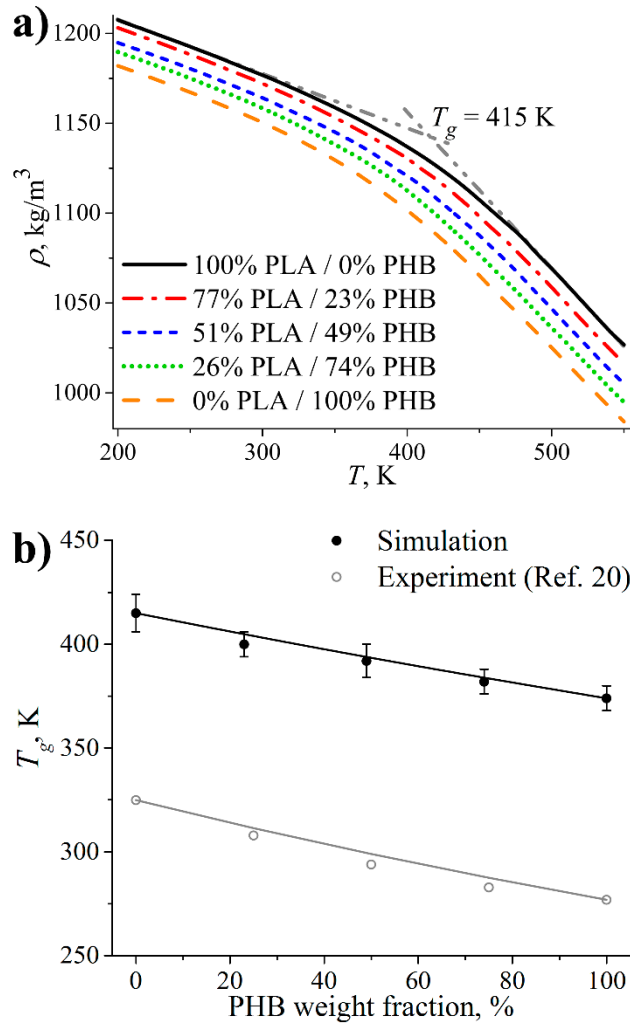 a)
1200
1150
1100
1050
1000
ρ, kg/m3
Tg = 415 K
100% PLA / 0% PHB
77% PLA / 23% PHB
51% PLA / 49% PHB
26% PLA / 74% PHB
0% PLA / 100% PHB
200 300 400 500
T, K
b)
450
400
350
300
250
Tg, K
Simulation
Experiment (Ref. 20)
0 20 40 60 80 100
PHB weight fraction, %